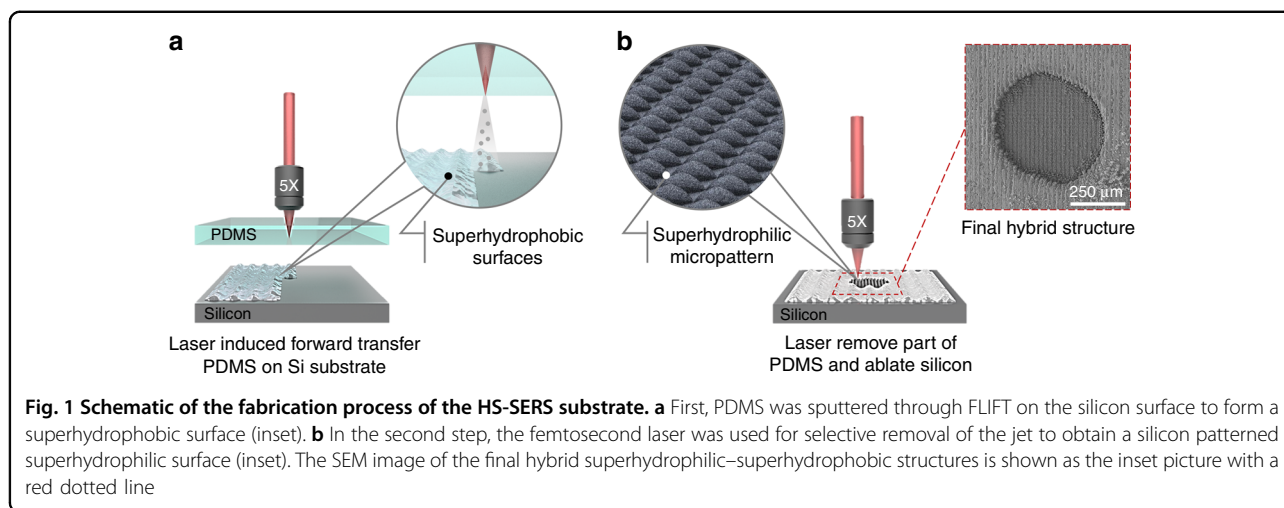 a
5X
PDMS
Silicon
Superhydrophobic
surfaces
Laser induced forward transfer
PDMS on Si substrate
b
Superhydrophilic
micropattern
5X
Silicon
Laser remove part of
PDMS and ablate silicon
250 μm
Final hybrid structure
Fig. 1 Schematic of the fabrication process of the HS-SERS substrate. a First, PDMS was sputtered through FLIFT on the silicon surface to form a
superhydrophobic surface (inset). b In the second step, the femtosecond laser was used for selective removal of the jet to obtain a silicon patterned
superhydrophilic surface (inset). The SEM image of the final hybrid superhydrophilic–superhydrophobic structures is shown as the inset picture with a
red dotted line